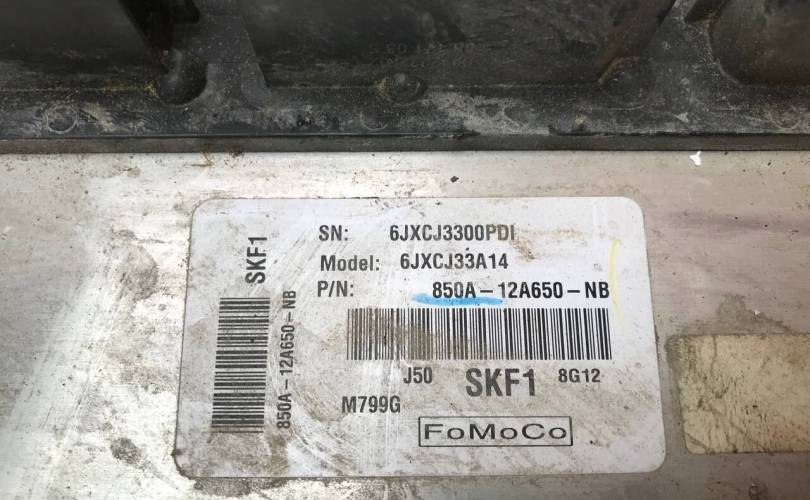 SN: 6JXCJ3300PDI
Model: 6JXCJ33A14
P/N: 850A-12A650-NB
J50 SKF1 8G12
M799G
FoMoCo
SKF1
850A-12A650-NB